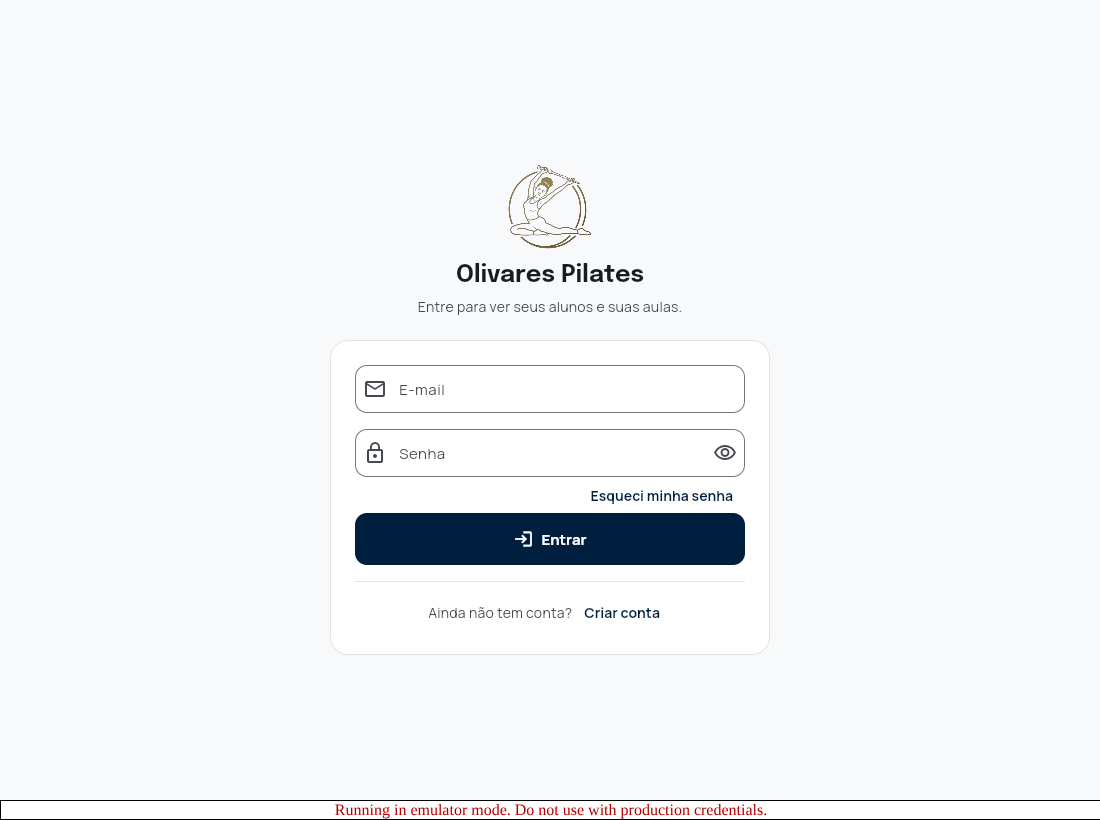 Olivares Pilates
Entre para ver seus alunos e suas aulas.
E-mail
Senha
Esqueci minha senha
Entrar
Ainda não tem conta? Criar conta
Running in emulator mode. Do not use with production credentials.